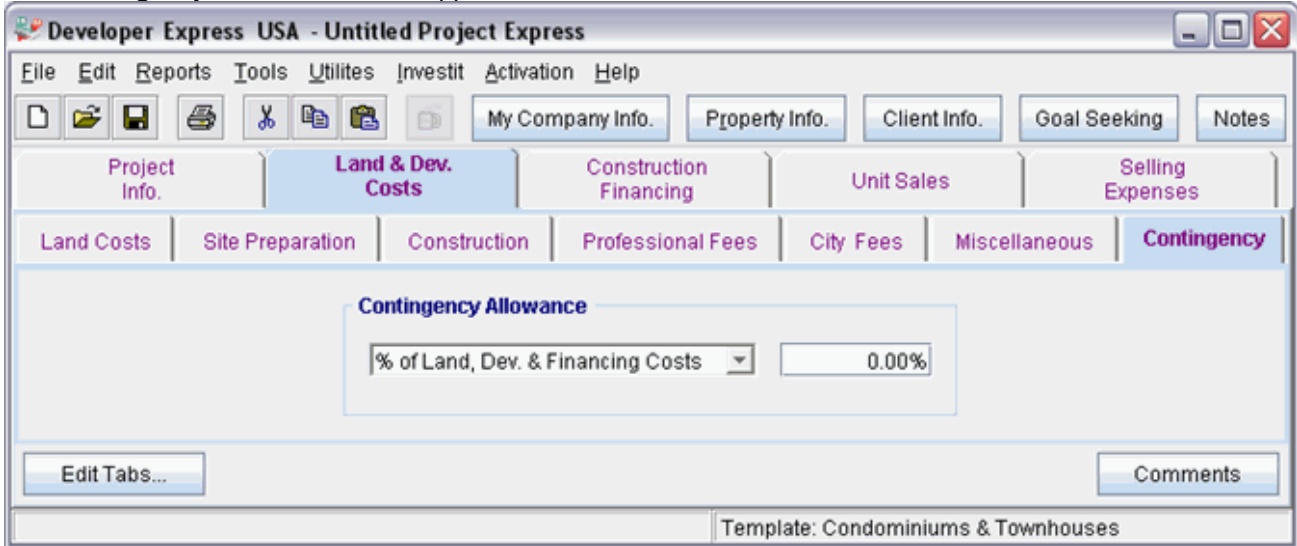 Developer Express USA - Untitled Project Express
File Edit Reports Tools Utilites Investit Activation Help
My Company Info. Property Info. Client Info. Goal Seeking Notes
Project Info. Land & Dev. Costs Construction Financing Unit Sales Selling Expenses
Land Costs Site Preparation Construction Professional Fees City Fees Miscellaneous Contingency
Contingency Allowance
% of Land, Dev. & Financing Costs 0.00%
Edit Tabs... Comments
Template: Condominiums & Townhouses